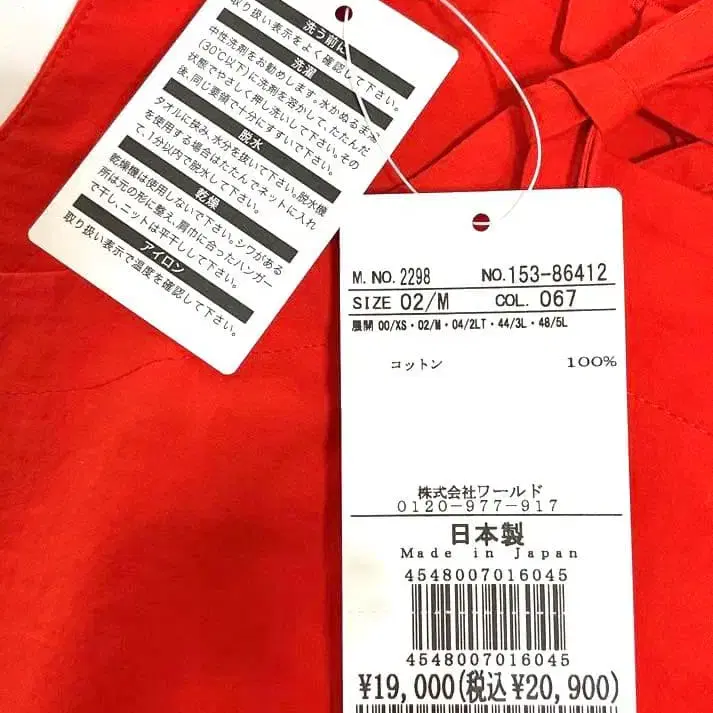 洗う前に
取り扱い表示をよく確認して下さい。
洗濯
中性洗剤をお勧めします。水かぬるま湯
(30℃以下)に洗剤を溶かして、たたんだ
状態でやさしく押し洗いして下さい。その
後、同じ要領で十分にすすいで下さい。
脱水
タオルに挟み、水分を抜いて下さい。脱水機
を使用する場合はたたんでネットに入れ
て、1分以内で脱水して下さい。
乾燥
乾燥機は使用しないで下さい。シワがある
所は元の形に整え、肩巾に合ったハンガー
で干し、ニットは平干しして下さい。
アイロン
取り扱い表示で温度を確認して下さい。
M. NO. 2298 NO. 153-86412
SIZE 02/M COL. 067
展開 00/XS・02/M・04/2LT・44/3L・48/5L
コットン 100%
株式会社ワールド
0120-977-917
日本製
Made in Japan
4548007016045
4548007016045
¥19,000(税込¥20,900)